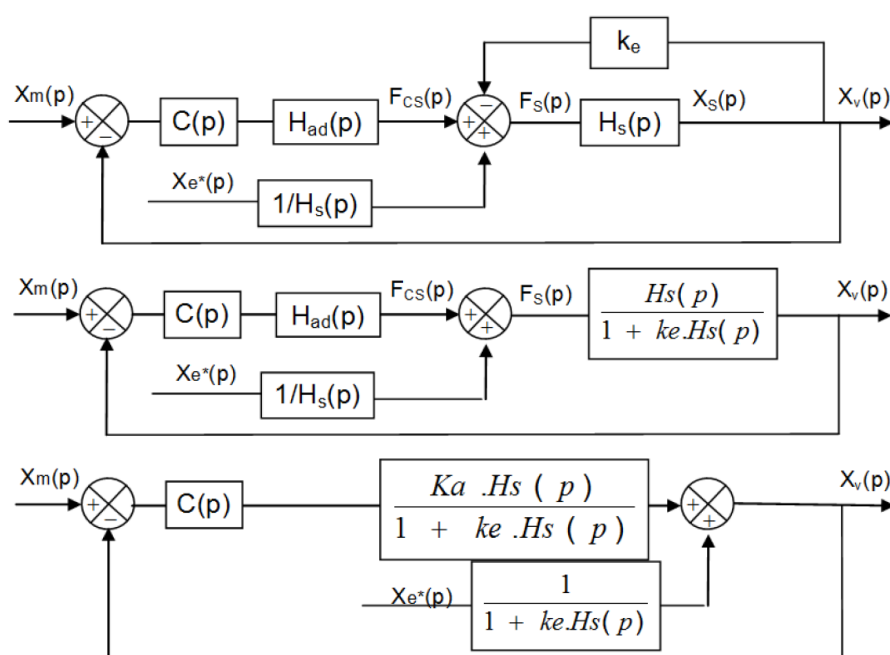 kₑ
Xm(p) FCS(p) FS(p) XS(p) Xv(p)
+ − C(p) Had(p) − + + Hs(p)
Xe*(p) 1/Hs(p)
Xm(p) FCS(p) FS(p) Hs(p) Xv(p)
+ − C(p) Had(p) + + 1 + ke.Hs(p)
Xe*(p) 1/Hs(p)
Xm(p) Ka .Hs ( p ) Xv(p)
+ − C(p) 1 + ke .Hs ( p ) + +
Xe*(p) 1
1 + ke.Hs( p )